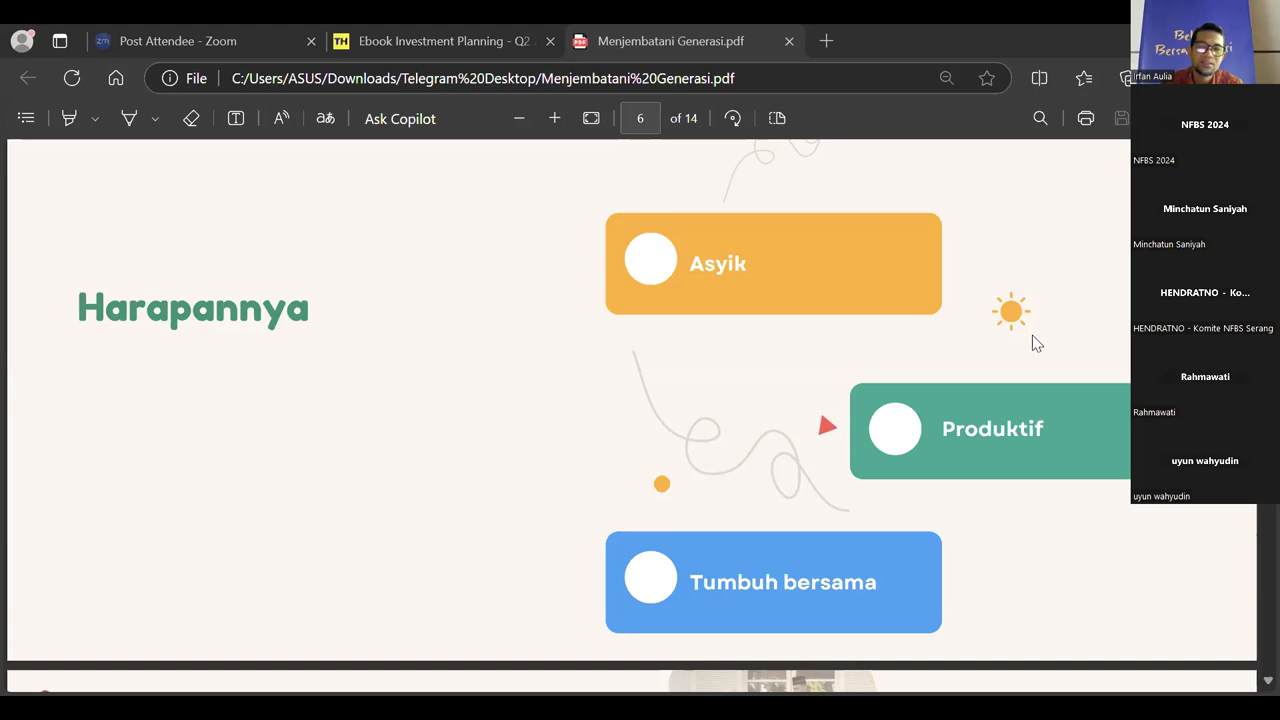 Post Attendee - Zoom
Ebook Investment Planning - Q2
Menjembatani Generasi.pdf
File
C:/Users/ASUS/Downloads/Telegram%20Desktop/Menjembatani%20Generasi.pdf
Ask Copilot
6
of 14
Harapannya
Asyik
Produktif
Tumbuh bersama
Irfan Aulia
NFBS 2024
NFBS 2024
Minchatun Saniyah
Minchatun Saniyah
HENDRATNO - Ko...
HENDRATNO - Komite NFBS Serang
Rahmawati
Rahmawati
uyun wahyudin
uyun wahyudin